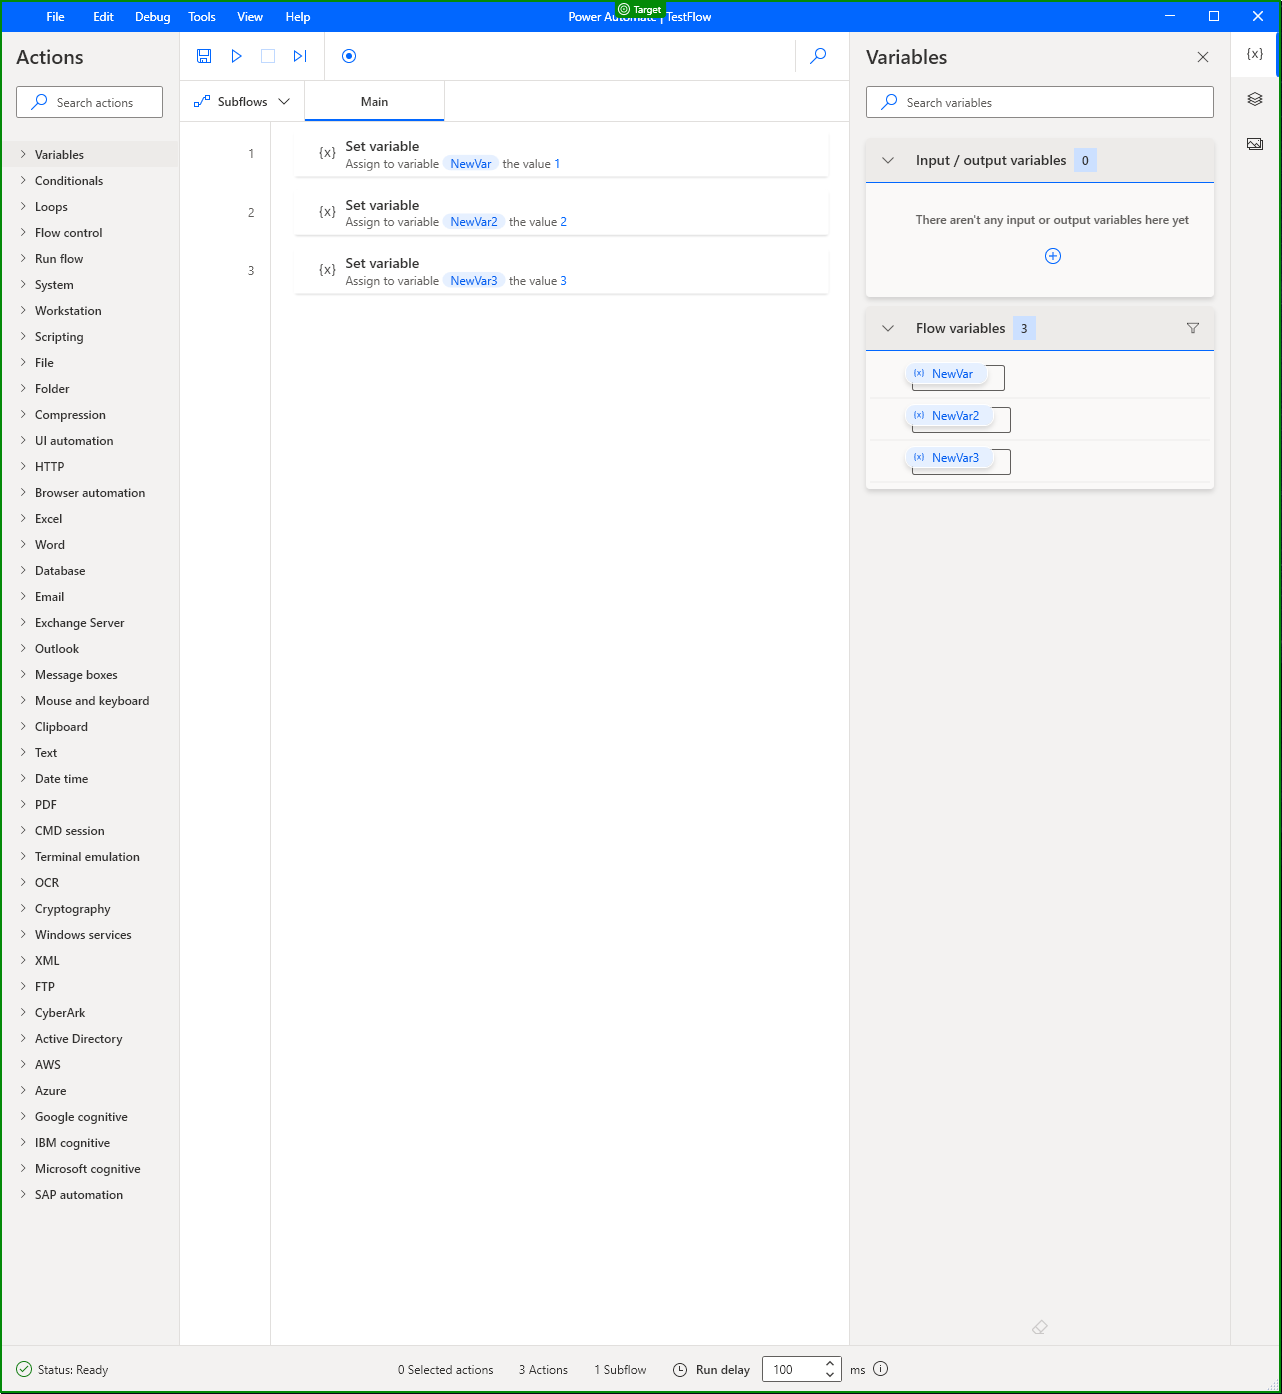 File Edit Debug Tools View Help
Target
Power Automate | TestFlow
Actions
Search actions
Variables
Conditionals
Loops
Flow control
Run flow
System
Workstation
Scripting
File
Folder
Compression
UI automation
HTTP
Browser automation
Excel
Word
Database
Email
Exchange Server
Outlook
Message boxes
Mouse and keyboard
Clipboard
Text
Date time
PDF
CMD session
Terminal emulation
OCR
Cryptography
Windows services
XML
FTP
CyberArk
Active Directory
AWS
Azure
Google cognitive
IBM cognitive
Microsoft cognitive
SAP automation
Subflows
Main
1
{x} Set variable
Assign to variable NewVar the value 1
2
{x} Set variable
Assign to variable NewVar2 the value 2
3
{x} Set variable
Assign to variable NewVar3 the value 3
Variables
{x}
Search variables
Input / output variables 0
There aren't any input or output variables here yet
Flow variables 3
(x) NewVar
(x) NewVar2
(x) NewVar3
Status: Ready
0 Selected actions
3 Actions
1 Subflow
Run delay 100 ms